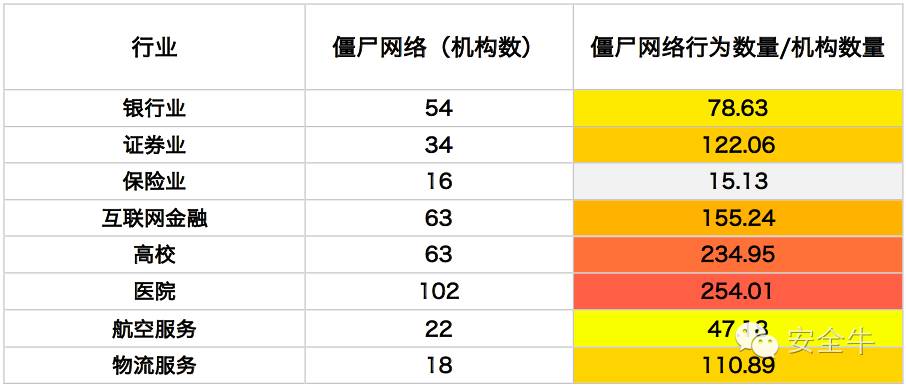 行业 僵尸网络（机构数） 僵尸网络行为数量/机构数量
银行业 54 78.63
证券业 34 122.06
保险业 16 15.13
互联网金融 63 155.24
高校 63 234.95
医院 102 254.01
航空服务 22
物流服务 18 110.89
安全牛